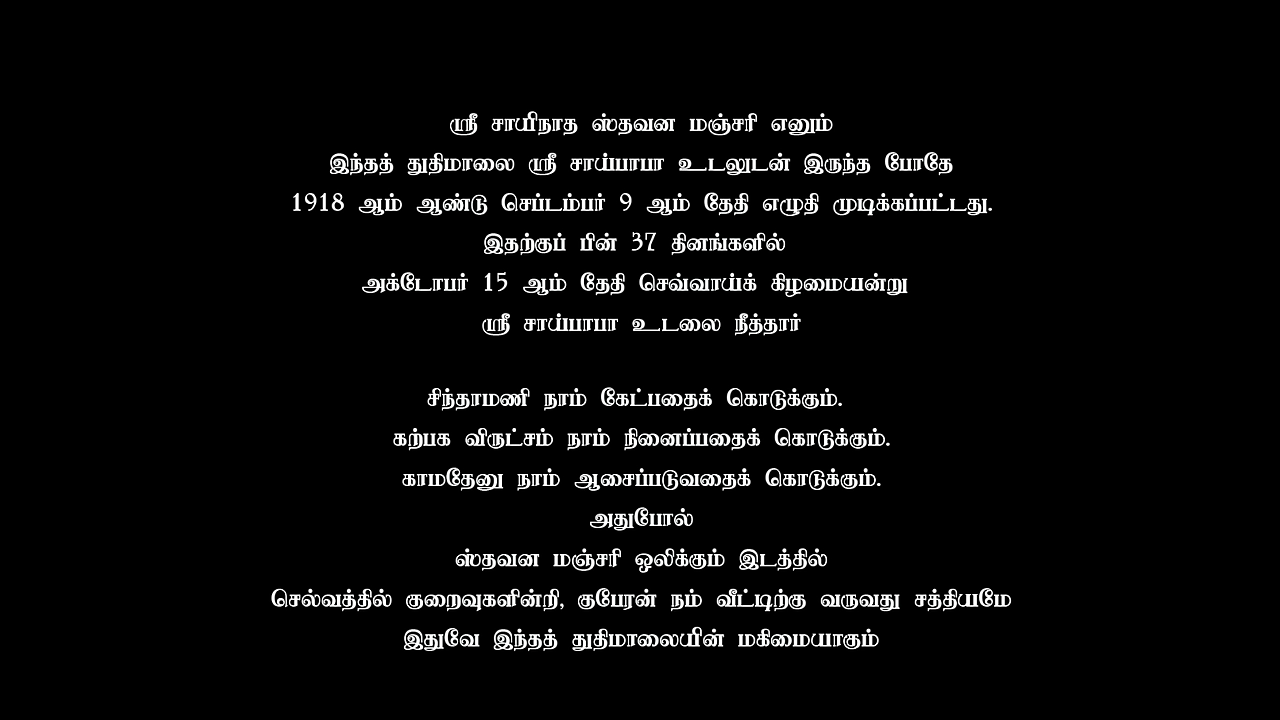 ஸ்ரீ சாயிநாத ஸ்தவன மஞ்சரி எனும்
இந்தத் துதிமாலை ஸ்ரீ சாய்பாபா உடலுடன் இருந்த போதே
1918 ஆம் ஆண்டு செப்டம்பர் 9 ஆம் தேதி எழுதி முடிக்கப்பட்டது.
இதற்குப் பின் 37 தினங்களில்
அக்டோபர் 15 ஆம் தேதி செவ்வாய்க் கிழமையன்று
ஸ்ரீ சாய்பாபா உடலை நீத்தார்
சிந்தாமணி நாம் கேட்பதைக் கொடுக்கும்.
கற்பக விருட்சம் நாம் நினைப்பதைக் கொடுக்கும்.
காமதேனு நாம் ஆசைப்படுவதைக் கொடுக்கும்.
அதுபோல்
ஸ்தவன மஞ்சரி ஒலிக்கும் இடத்தில்
செல்வத்தில் குறைவுகளின்றி, குபேரன் நம் வீட்டிற்கு வருவது சத்தியமே
இதுவே இந்தத் துதிமாலையின் மகிமையாகும்